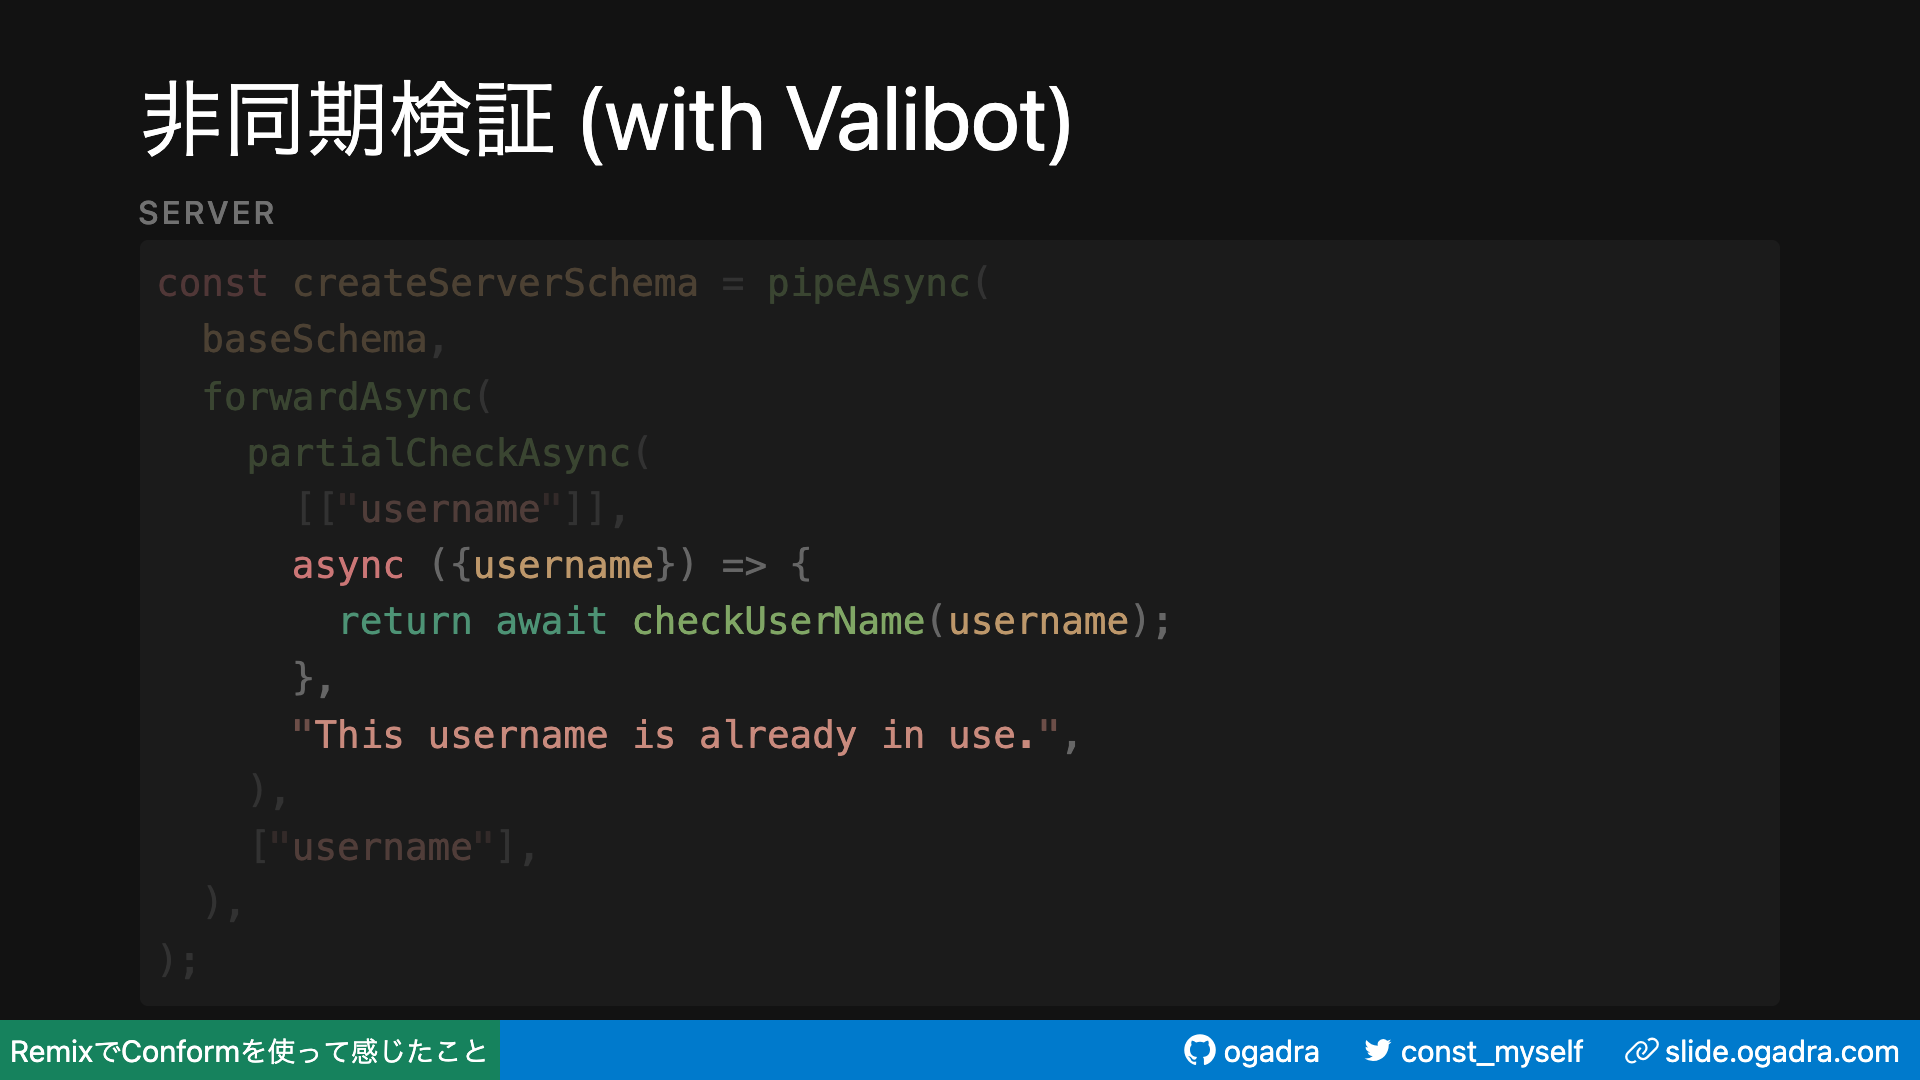 非同期検証 (with Valibot)
SERVER
const createServerSchema = pipeAsync(
  baseSchema,
  forwardAsync(
    partialCheckAsync(
      [["username"]],
      async ({username}) => {
        return await checkUserName(username);
      },
      "This username is already in use.",
    ),
    ["username"],
  ),
);
RemixでConformを使って感じたこと
ogadra const_myself slide.ogadra.com